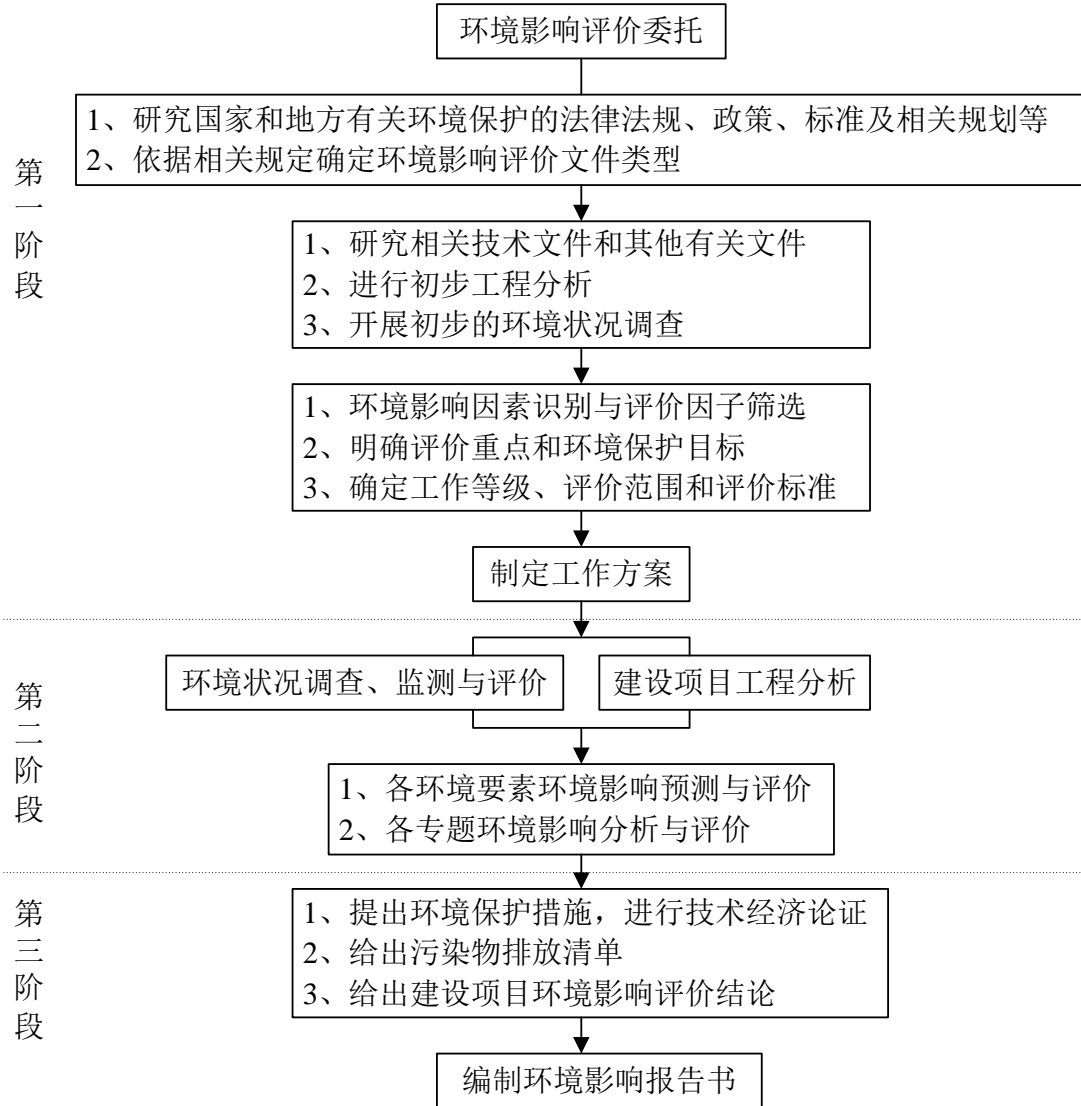 环境影响评价委托
第一阶段
1、研究国家和地方有关环境保护的法律法规、政策、标准及相关规划等
2、依据相关规定确定环境影响评价文件类型
1、研究相关技术文件和其他有关文件
2、进行初步工程分析
3、开展初步的环境状况调查
1、环境影响因素识别与评价因子筛选
2、明确评价重点和环境保护目标
3、确定工作等级、评价范围和评价标准
制定工作方案
第二阶段
环境状况调查、监测与评价
建设项目工程分析
1、各环境要素环境影响预测与评价
2、各专题环境影响分析与评价
第三阶段
1、提出环境保护措施，进行技术经济论证
2、给出污染物排放清单
3、给出建设项目环境影响评价结论
编制环境影响报告书